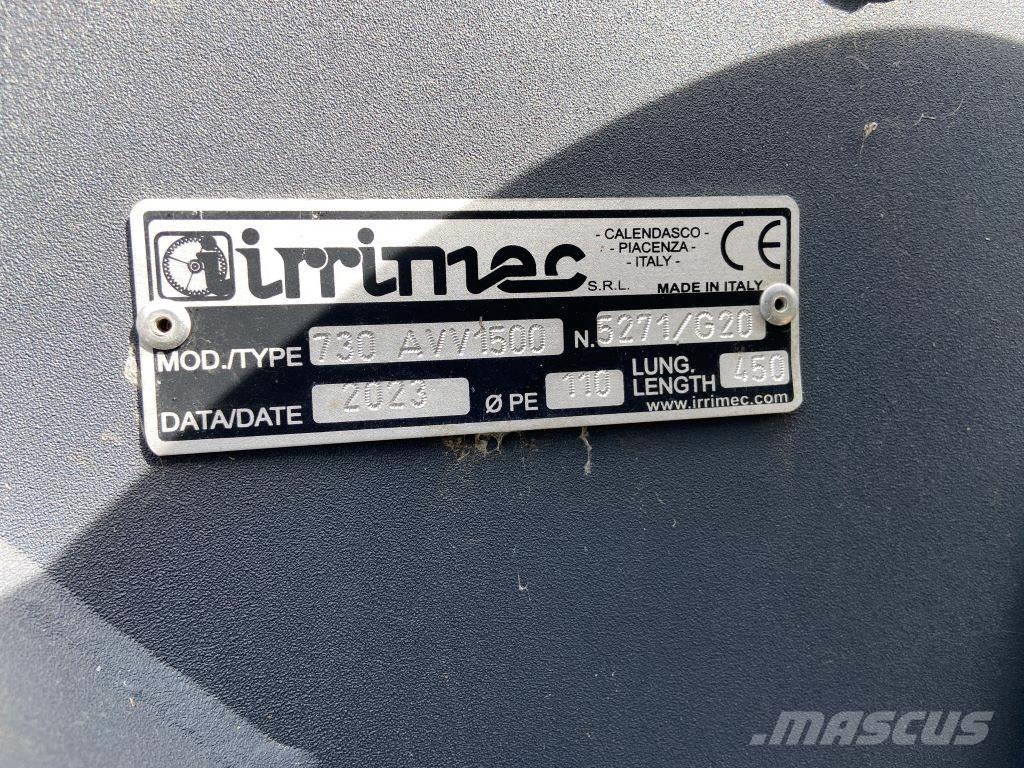 irrimec S.R.L.
- CALENDASCO -
- PIACENZA -
- ITALY -
CE
MADE IN ITALY
MOD./TYPE 730 AVV1500 N. 5271/G20
DATA/DATE 2023 Ø PE 110 LUNG. LENGTH 450
www.irrimec.com
MASCUS